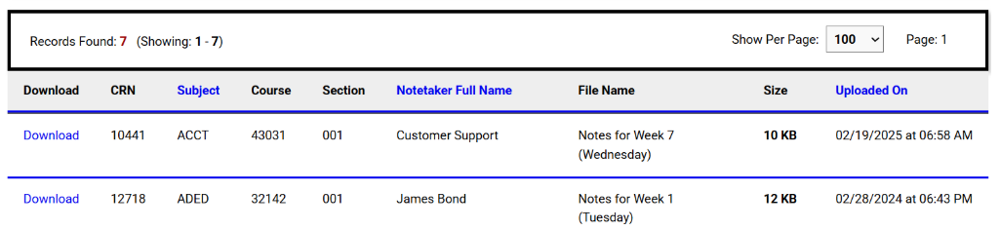 Records Found: 7 (Showing: 1 - 7) Show Per Page: 100 Page: 1
Download CRN Subject Course Section Notetaker Full Name File Name Size Uploaded On
Download 10441 ACCT 43031 001 Customer Support Notes for Week 7 10 KB 02/19/2025 at 06:58 AM
(Wednesday)
Download 12718 ADED 32142 001 James Bond Notes for Week 1 12 KB 02/28/2024 at 06:43 PM
(Tuesday)